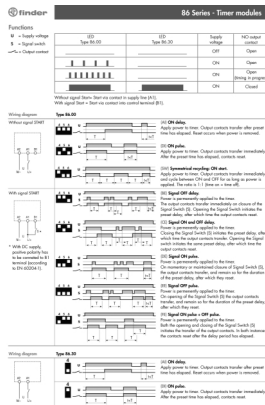 finder
86 Series - Timer modules
Functions
U = Supply voltage
S = Signal switch
= Output contact
LED Type 86.00
LED Type 86.30
Supply voltage
NO output contact
OFF
Open
ON
Open
ON
Open (timing in progress)
ON
Closed
Without signal Start= Start via contact in supply line (A1).
With signal Start = Start via contact into control terminal (B1).
Wiring diagram
Type 86.00
Without signal START
(AI) ON delay.
Apply power to timer. Output contacts transfer after preset
time has elapsed. Reset occurs when power is removed.
(DI) ON pulse.
Apply power to timer. Output contacts transfer immediately.
After the preset time has elapsed, contacts reset.
(SW) Symmetrical recycling: ON start.
Apply power to timer. Output contacts transfer immediately
and cycle between ON and OFF for as long as power is
applied. The ratio is 1:1 (time on = time off).
With signal START
(BE) Signal OFF delay.
Power is permanently applied to the timer.
The output contacts transfer immediately on closure of the
Signal Switch (S). Opening the Signal Switch initiates the
preset delay, after which time the output contacts reset.
(CE) Signal ON and OFF delay.
Power is permanently applied to the timer.
Closing the Signal Switch (S) initiates the preset delay, after
which time the output contacts transfer. Opening the Signal
switch initiates the same preset delay, after which time the
output contacts reset.
* With DC supply,
positive polarity has
to be connected to B1
terminal (according
to EN 60204-1).
(DE) Signal ON pulse.
On momentary or maintained closure of Signal Switch (S),
the output contacts transfer, and remain so for the duration
of the preset delay, after which they reset.
(EE) Signal OFF pulse.
Power is permanently applied to the timer.
On opening of the Signal Switch (S) the output contacts
transfer, and remain so for the duration of the preset delay,
after which they reset.
(FE) Signal ON pulse + OFF pulse.
Power is permanently applied to the timer.
Both the opening and closing of the Signal Switch (S)
initiates the transfer of the output contacts. In both instances
the contacts reset after the delay period has elapsed.
Wiring diagram
Type 86.30
(AI) ON delay.
Apply power to timer. Output contacts transfer after preset
time has elapsed. Reset occurs when power is removed.
(DI) ON pulse.
Apply power to timer. Output contacts transfer immediately.
After the preset time has elapsed, contacts reset.